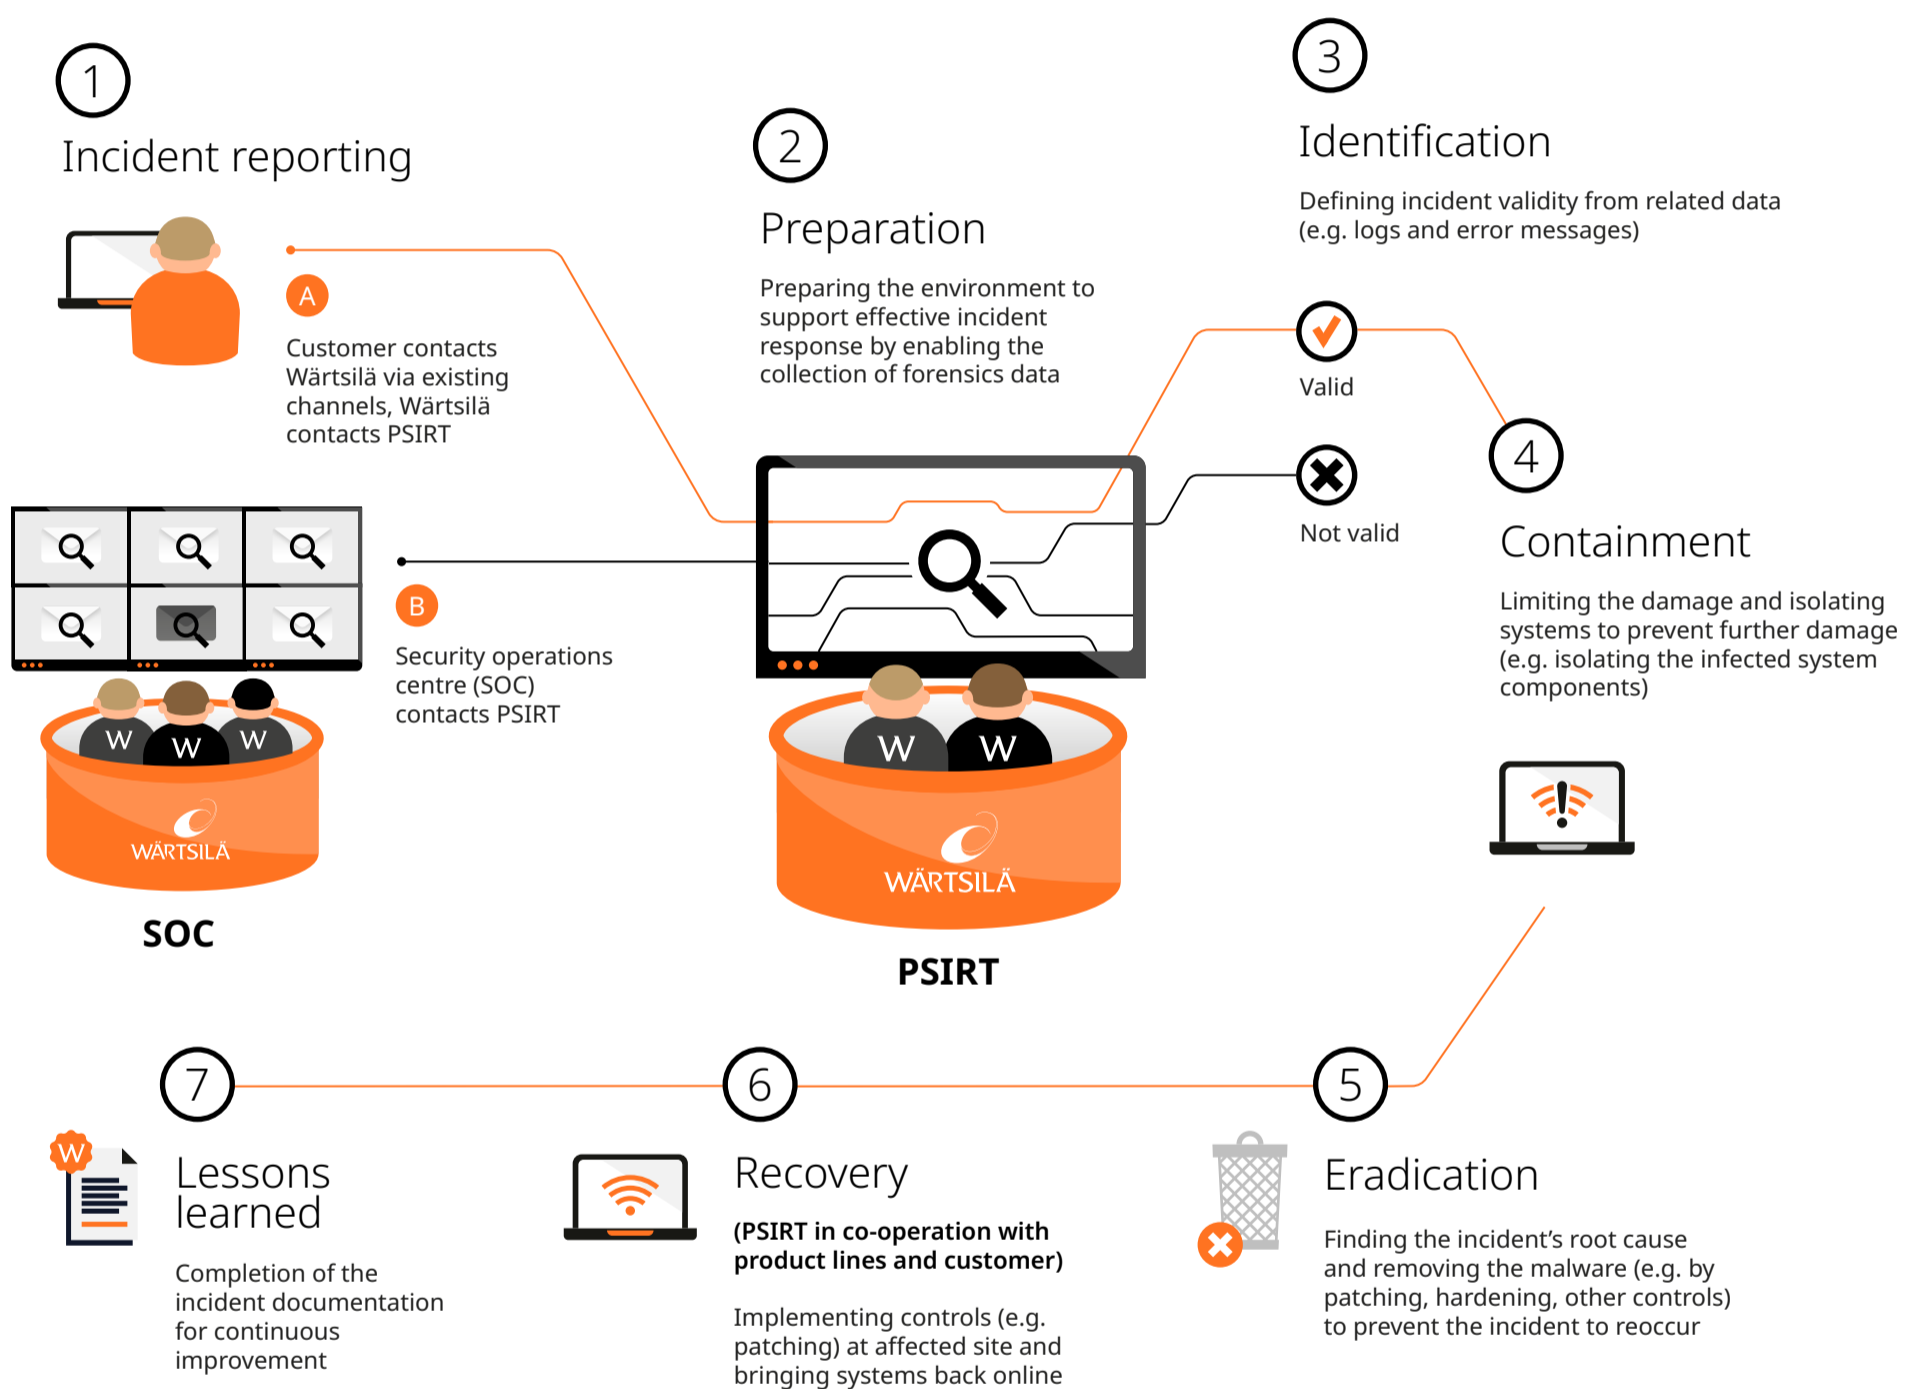 1
Incident reporting
A
Customer contacts
Wärtsilä via existing
channels, Wärtsilä
contacts PSIRT
B
Security operations
centre (SOC)
contacts PSIRT
W W W
WÄRTSILÄ
SOC
2
Preparation
Preparing the environment to
support effective incident
response by enabling the
collection of forensics data
W W
WÄRTSILÄ
PSIRT
3
Identification
Defining incident validity from related data
(e.g. logs and error messages)
Valid
Not valid
4
Containment
Limiting the damage and isolating
systems to prevent further damage
(e.g. isolating the infected system
components)
!
5
Eradication
Finding the incident’s root cause
and removing the malware (e.g. by
patching, hardening, other controls)
to prevent the incident to reoccur
6
Recovery
(PSIRT in co-operation with
product lines and customer)
Implementing controls (e.g.
patching) at affected site and
bringing systems back online
7
W
Lessons
learned
Completion of the
incident documentation
for continuous
improvement